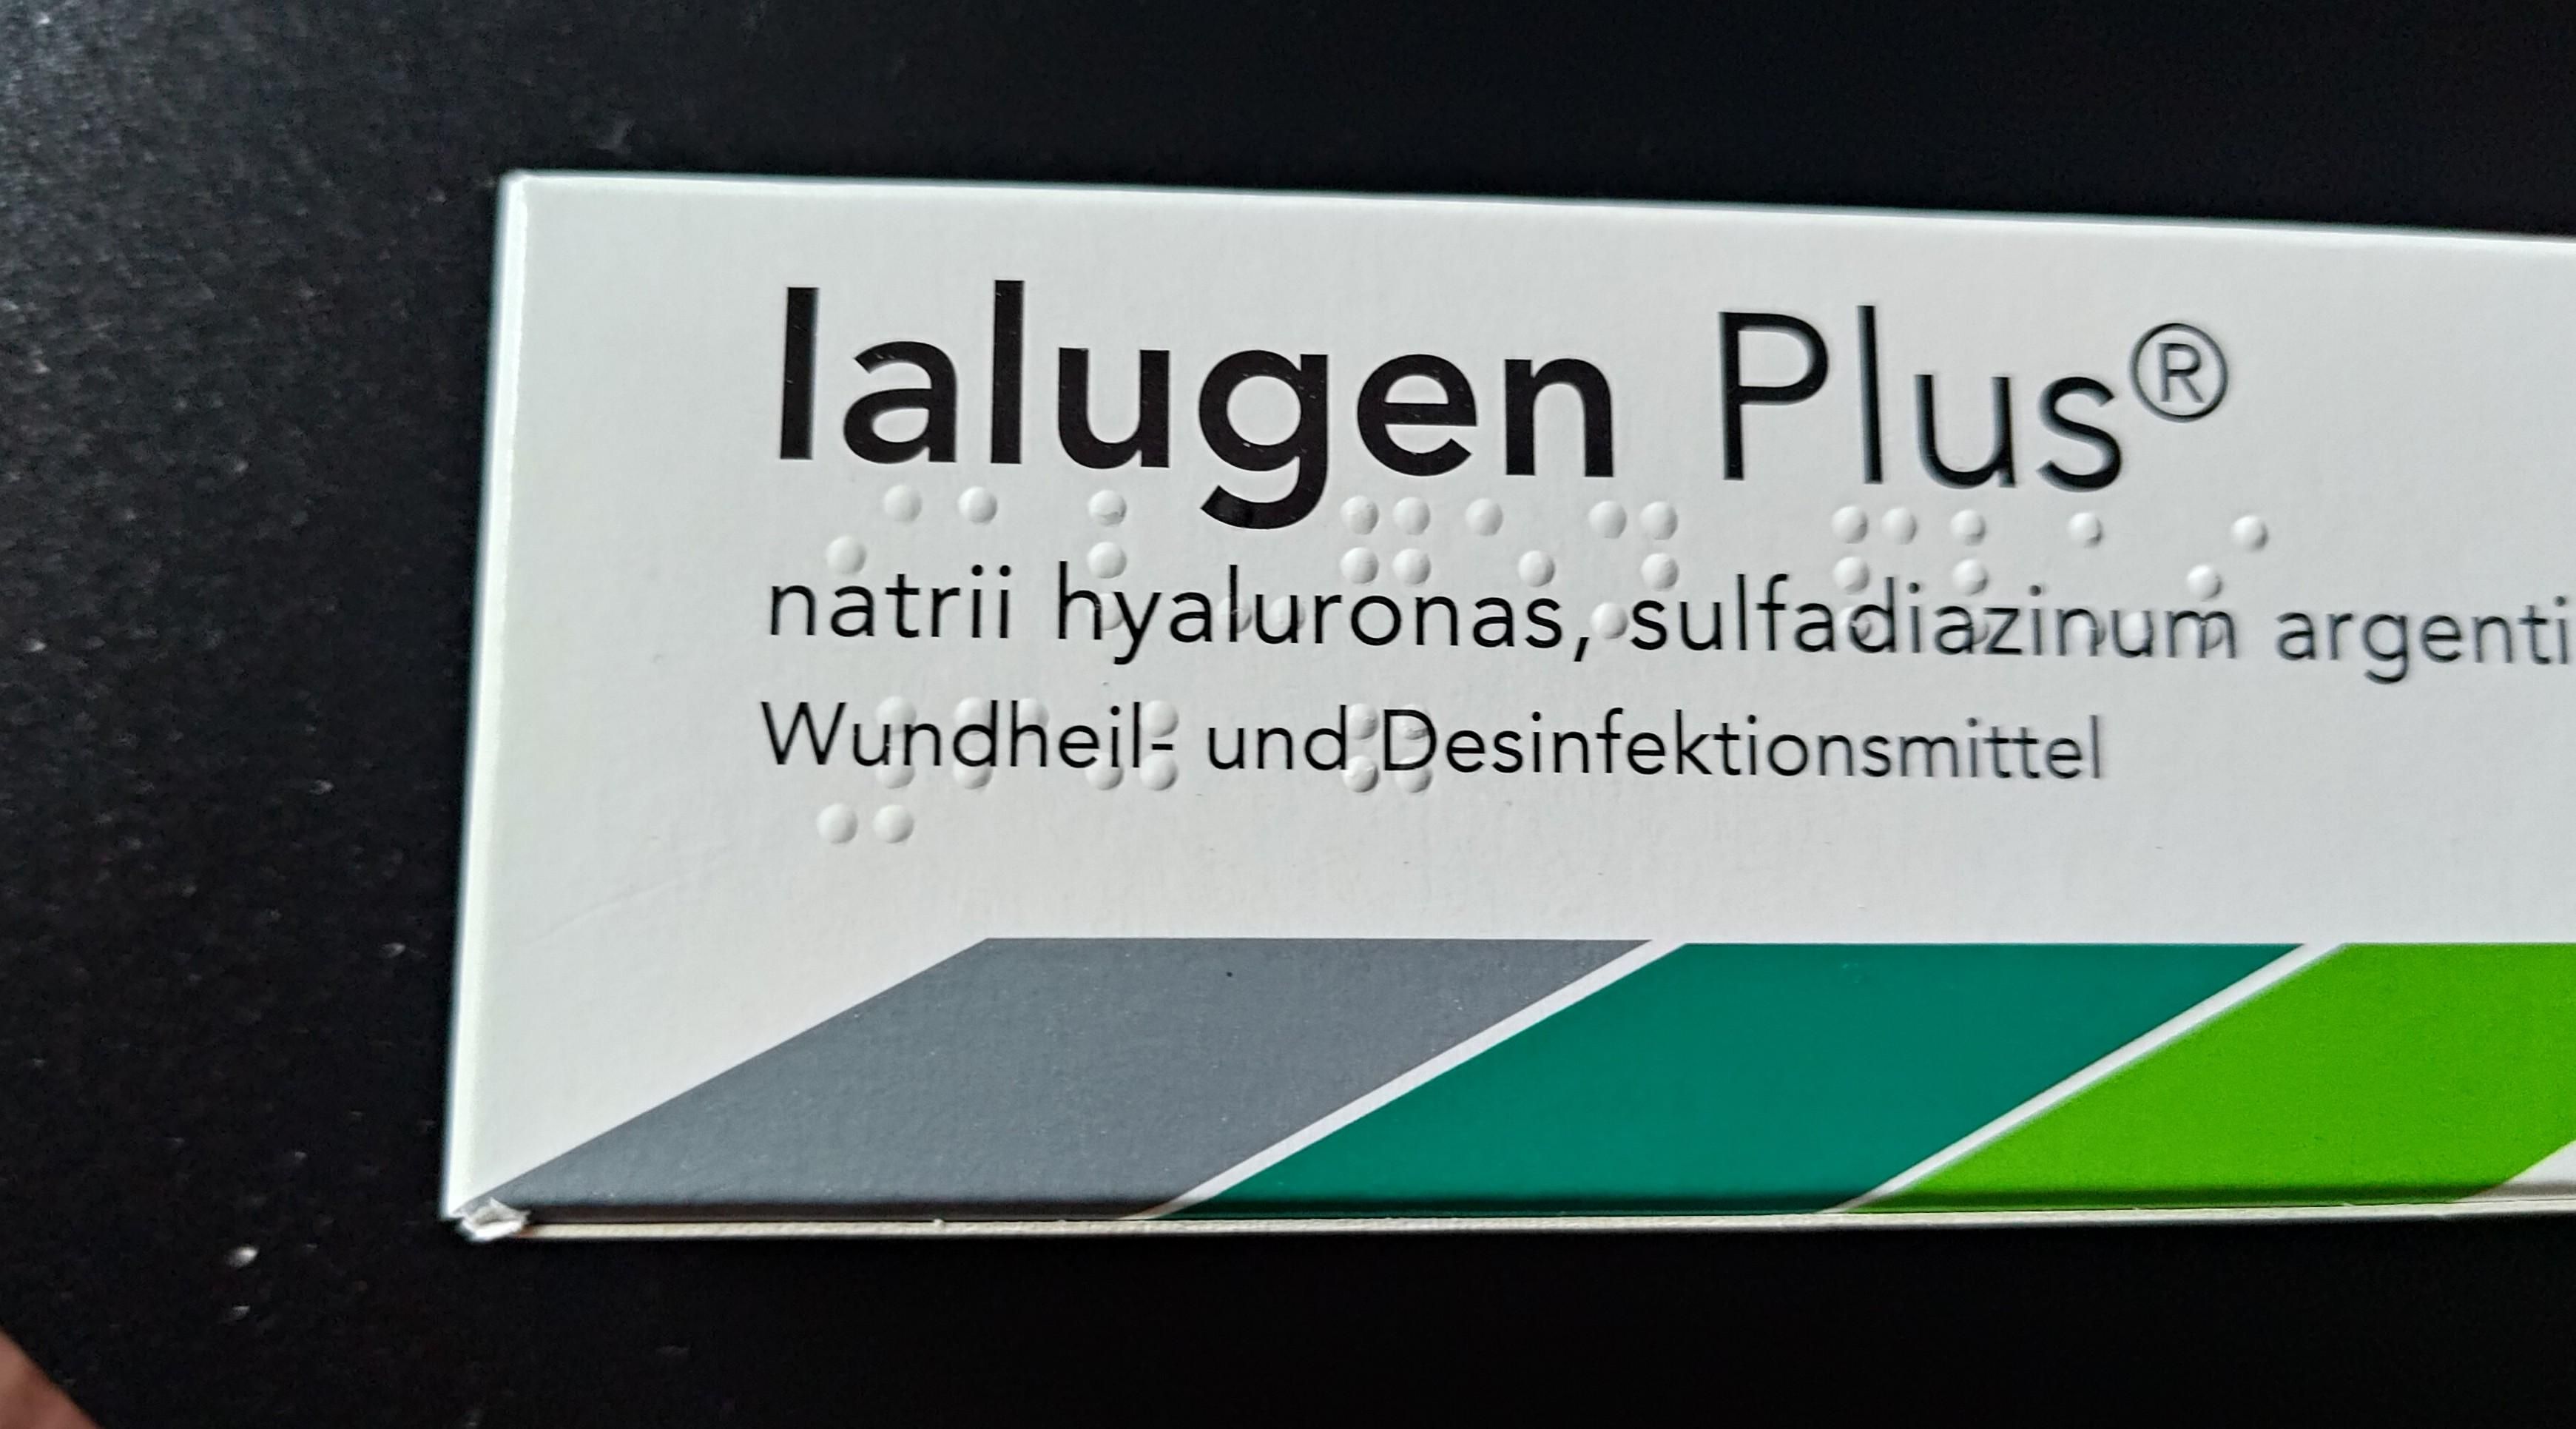 Ialugen Plus®
⠊⠁⠇⠥⠛⠑⠝ ⠏⠇⠥⠎
natrii hyaluronas, sulfadiazinum argenti
Wundheil- und Desinfektionsmittel